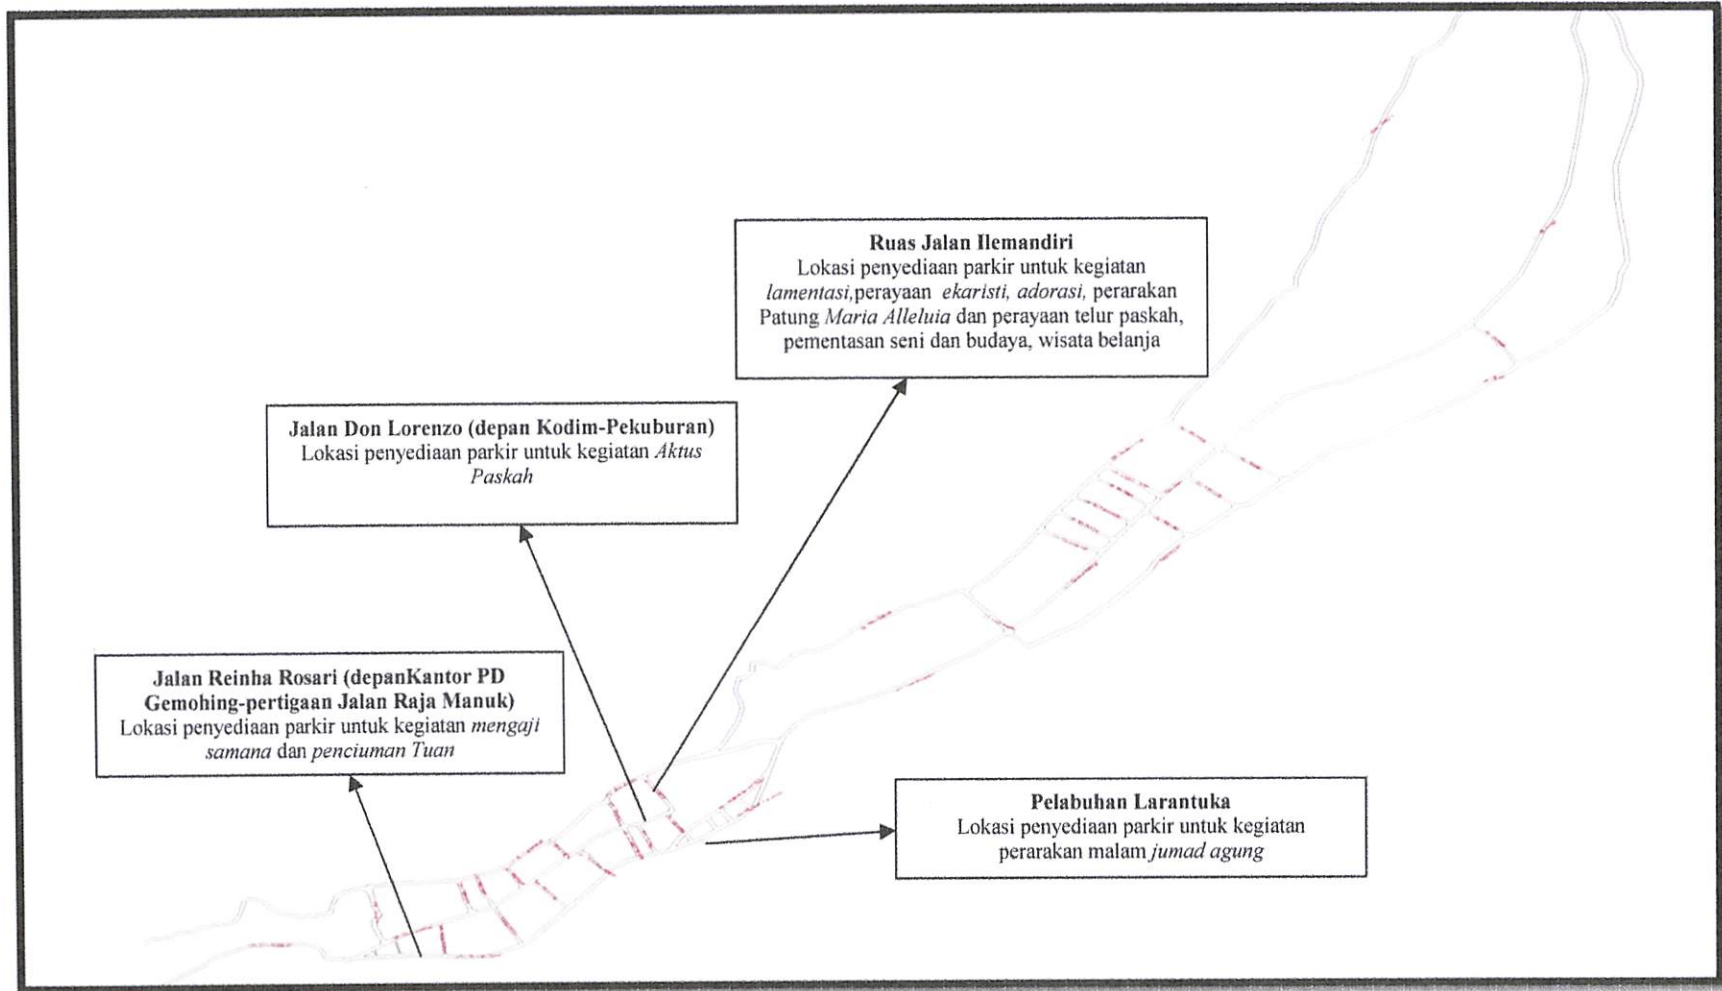 Ruas Jalan Ilemandiri
Lokasi penyediaan parkir untuk kegiatan
lamentasi,perayaan ekaristi, adorasi, perarakan
Patung Maria Alleluia dan perayaan telur paskah,
pementasan seni dan budaya, wisata belanja
Jalan Don Lorenzo (depan Kodim-Pekuburan)
Lokasi penyediaan parkir untuk kegiatan Aktus
Paskah
Jalan Reinha Rosari (depanKantor PD
Gemohing-pertigaan Jalan Raja Manuk)
Lokasi penyediaan parkir untuk kegiatan mengaji
samana dan penciuman Tuan
Pelabuhan Larantuka
Lokasi penyediaan parkir untuk kegiatan
perarakan malam jumad agung